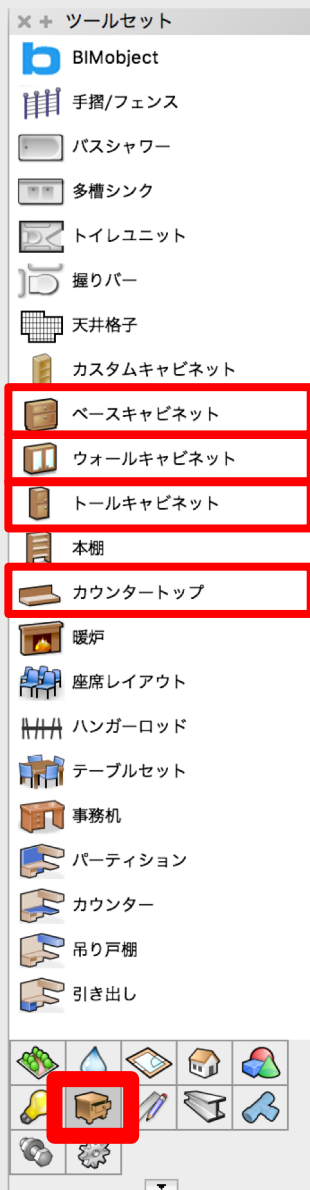 ツールセット
BIMobject
手摺/フェンス
バスシャワー
多槽シンク
トイレユニット
握りバー
天井格子
カスタムキャビネット
ベースキャビネット
ウォールキャビネット
トールキャビネット
本棚
カウンタートップ
暖炉
座席レイアウト
ハンガーロッド
テーブルセット
事務机
パーティション
カウンター
吊り戸棚
引き出し